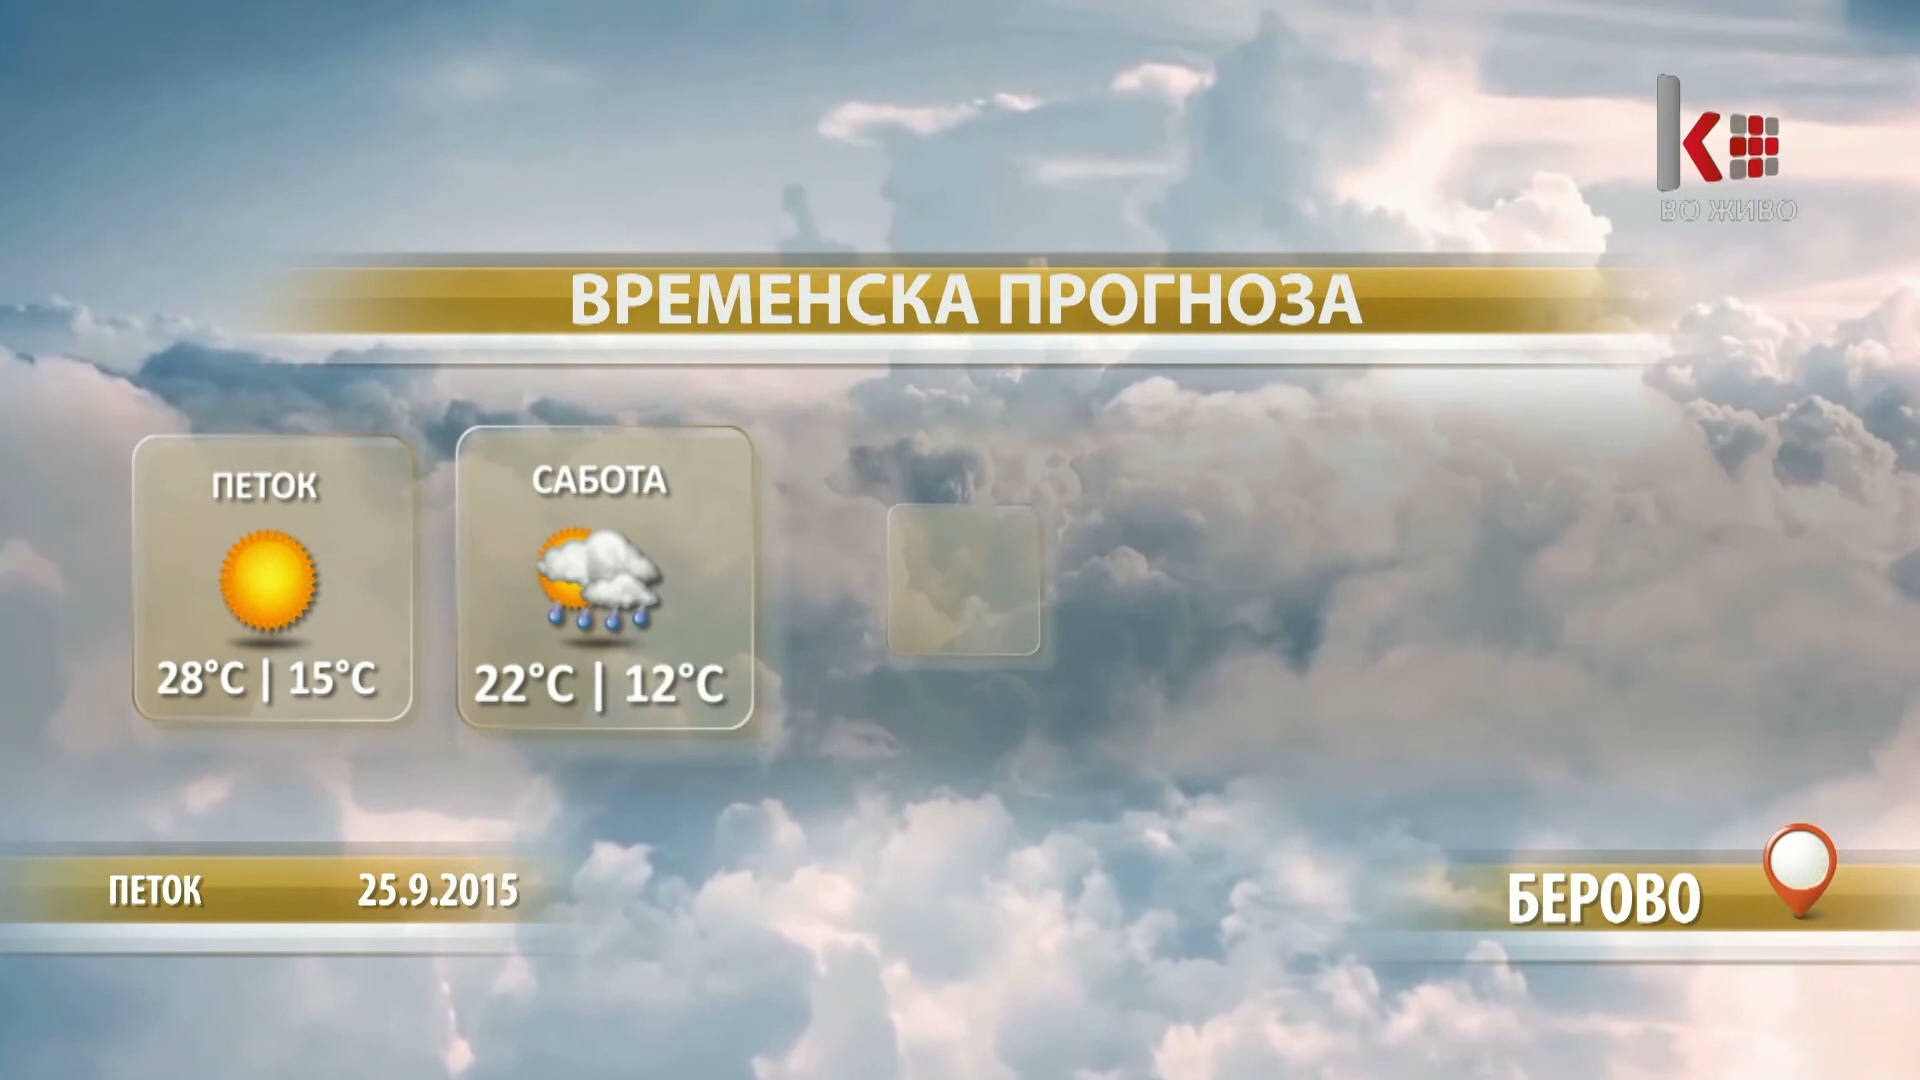 K
ВО ЖИВО
ВРЕМЕНСКА ПРОГНОЗА
ПЕТОК
28°C | 15°C
САБОТА
22°C | 12°C
ПЕТОК 25.9.2015
БЕРОВО